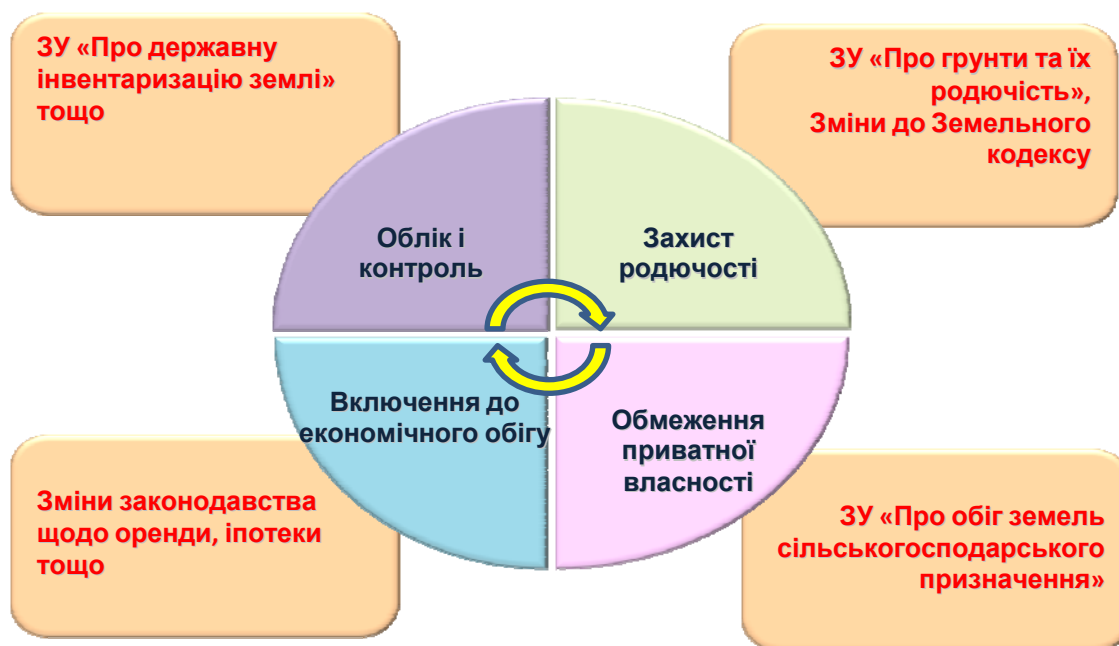 ЗУ «Про державну
інвентаризацію землі»
тощо
ЗУ «Про грунти та їх
родючість»,
Зміни до Земельного
кодексу
Облік і
контроль
Захист
родючості
Включення до
економічного обігу
Обмеження
приватної
власності
Зміни законодавства
щодо оренди, іпотеки
тощо
ЗУ «Про обіг земель
сільськогосподарського
призначення»